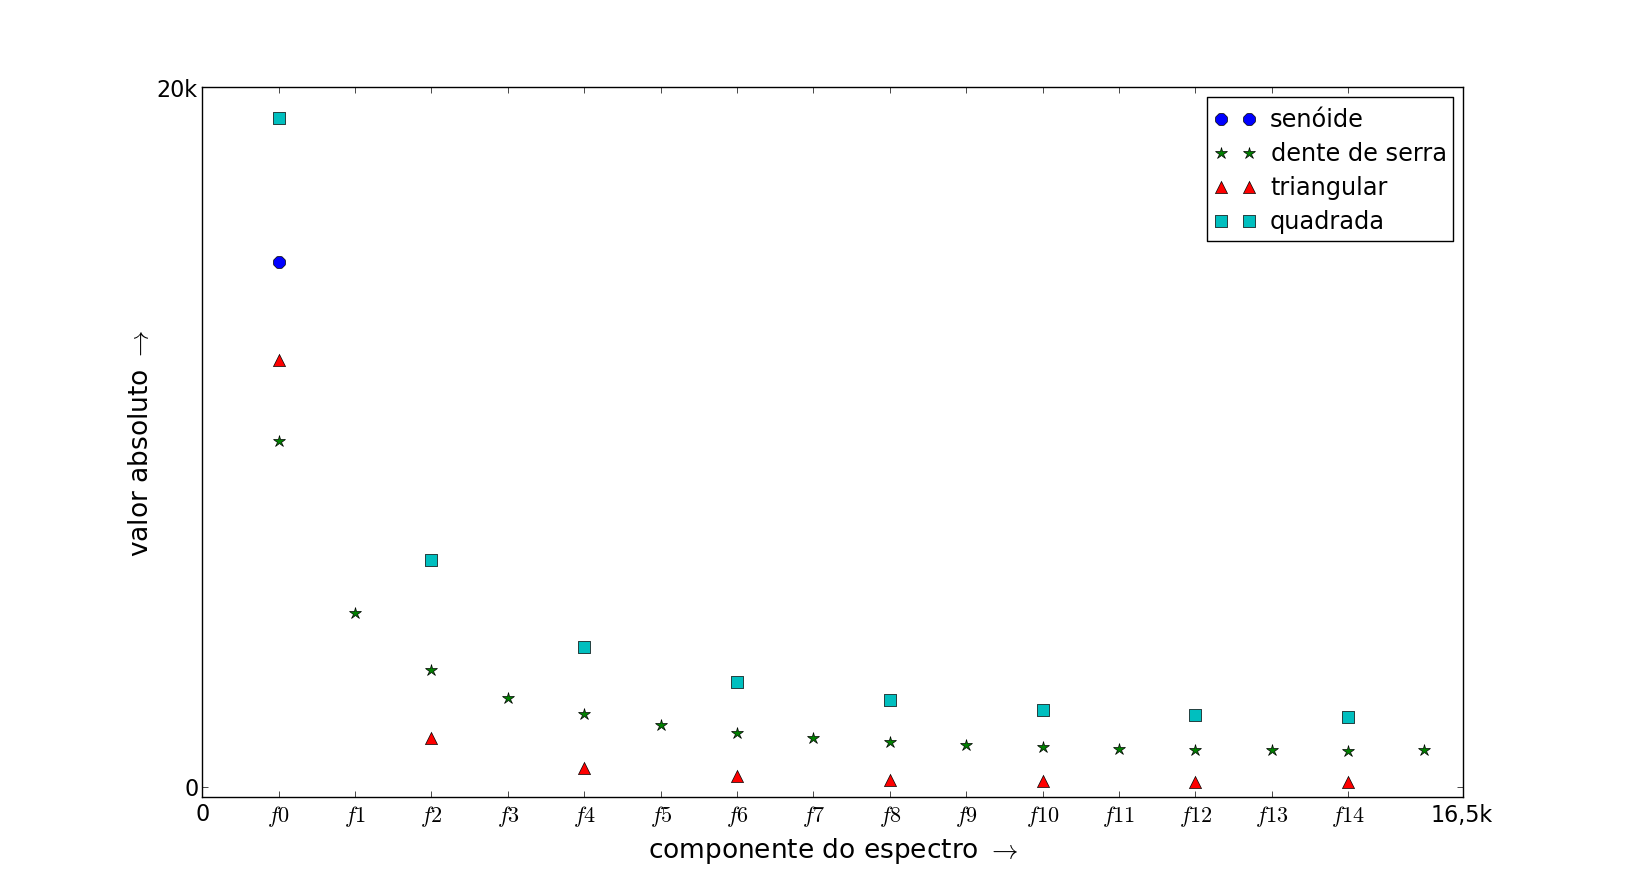 20k
senóide
dente de serra
triangular
quadrada
valor absoluto →
0
0 f0 f1 f2 f3 f4 f5 f6 f7 f8 f9 f10 f11 f12 f13 f14 16,5k
componente do espectro →